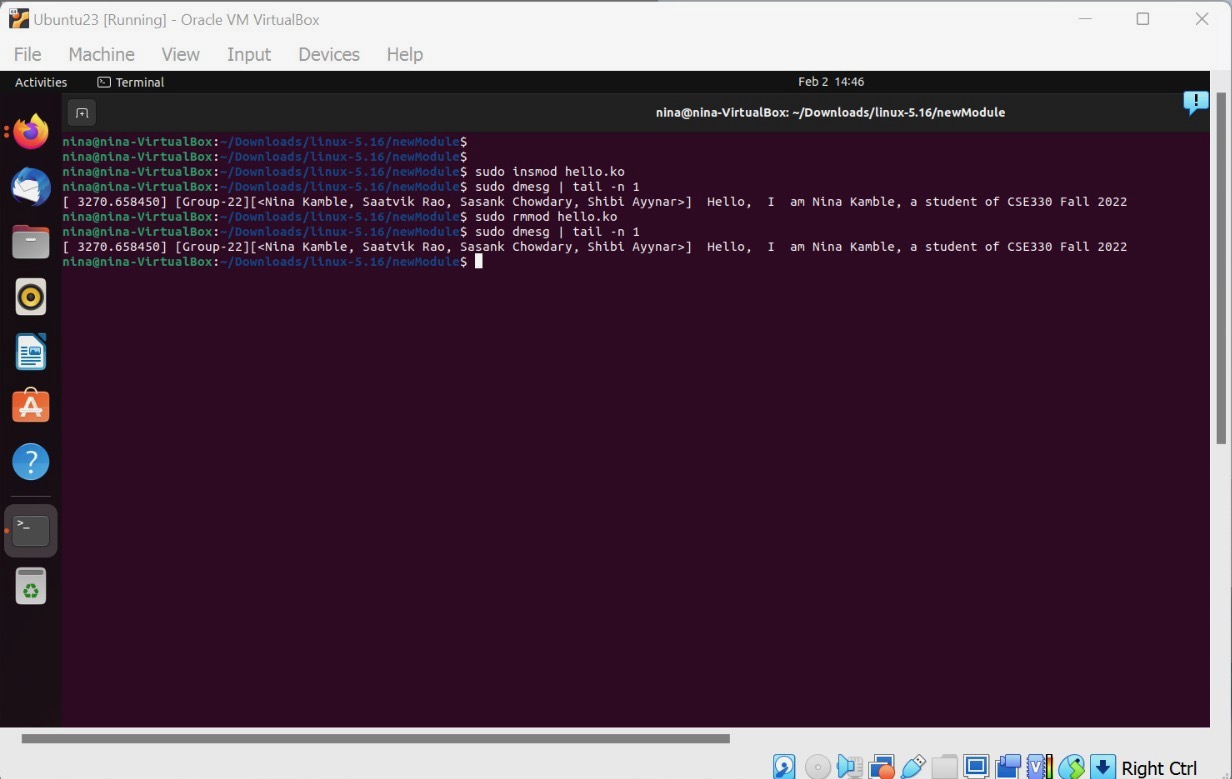 Ubuntu23 [Running] - Oracle VM VirtualBox
File Machine View Input Devices Help
Activities Terminal Feb 2 14:46
nina@nina-VirtualBox: ~/Downloads/linux-5.16/newModule
nina@nina-VirtualBox:~/Downloads/linux-5.16/newModule$
nina@nina-VirtualBox:~/Downloads/linux-5.16/newModule$
nina@nina-VirtualBox:~/Downloads/linux-5.16/newModule$ sudo insmod hello.ko
nina@nina-VirtualBox:~/Downloads/linux-5.16/newModule$ sudo dmesg | tail -n 1
[ 3270.658450] [Group-22][<Nina Kamble, Saatvik Rao, Sasank Chowdary, Shibi Ayynar>]  Hello,  I  am Nina Kamble, a student of CSE330 Fall 2022
nina@nina-VirtualBox:~/Downloads/linux-5.16/newModule$ sudo rmmod hello.ko
nina@nina-VirtualBox:~/Downloads/linux-5.16/newModule$ sudo dmesg | tail -n 1
[ 3270.658450] [Group-22][<Nina Kamble, Saatvik Rao, Sasank Chowdary, Shibi Ayynar>]  Hello,  I  am Nina Kamble, a student of CSE330 Fall 2022
nina@nina-VirtualBox:~/Downloads/linux-5.16/newModule$
Right Ctrl